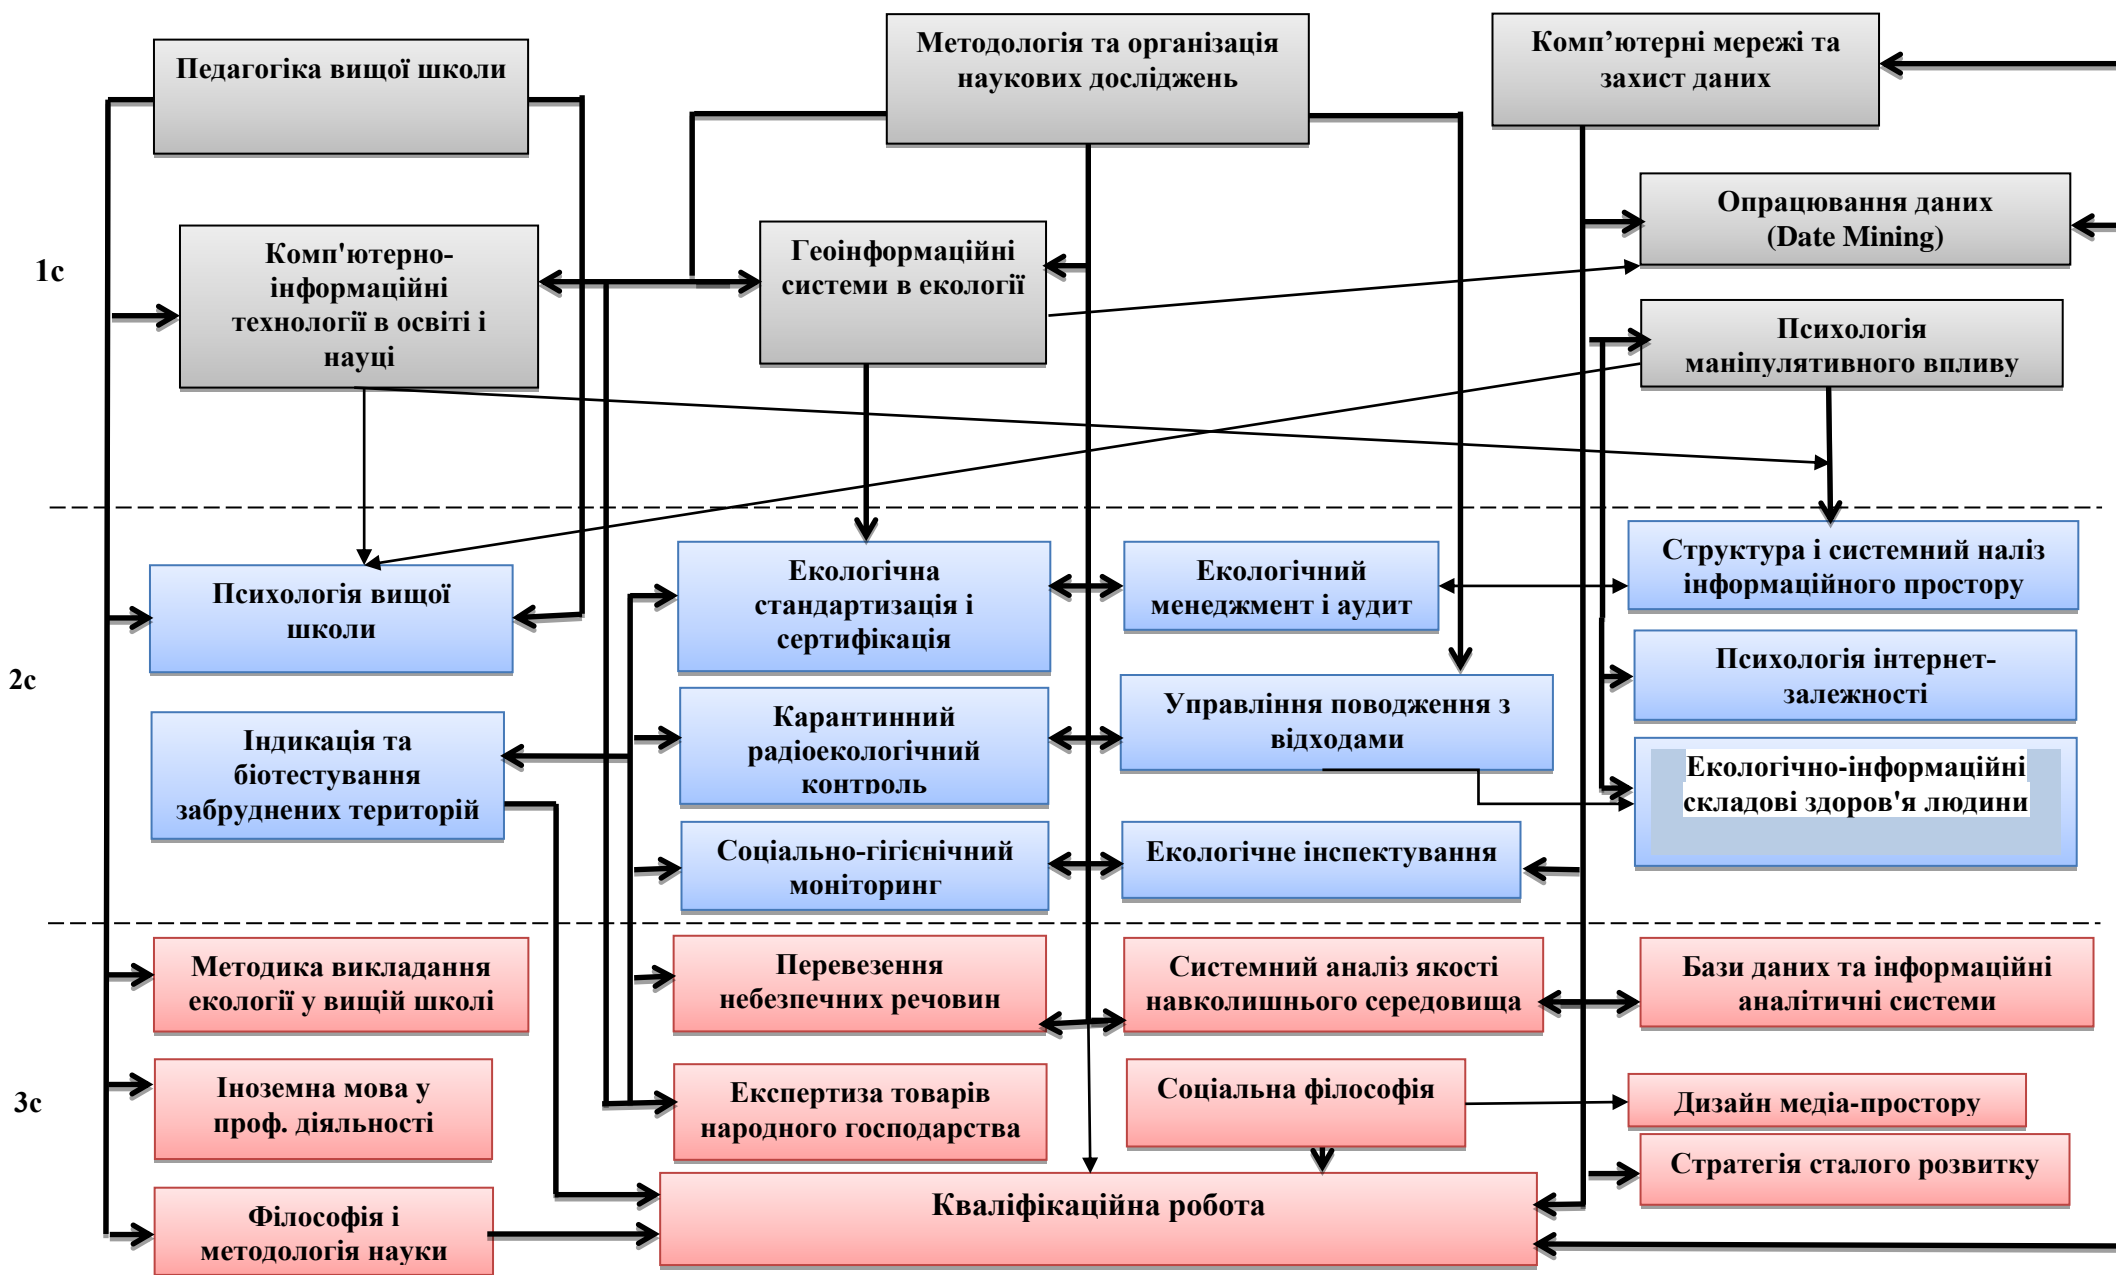 Педагогіка вищої школи
Методологія та організація
наукових досліджень
Комп’ютерні мережі та
захист даних
1с
Комп'ютерно-
інформаційні
технології в освіті і
науці
Геоінформаційні
системи в екології
Опрацювання даних
(Date Mining)
Психологія
маніпулятивного впливу
2с
Психологія вищої
школи
Екологічна
стандартизація і
сертифікація
Екологічний
менеджмент і аудит
Структура і системний наліз
інформаційного простору
Психологія інтернет-
залежності
Індикація та
біотестування
забруднених територій
Карантинний
радіоекологічний
контроль
Управління поводження з
відходами
Екологічно-інформаційні
складові здоров'я людини
Соціально-гігієнічний
моніторинг
Екологічне інспектування
3с
Методика викладання
екології у вищій школі
Перевезення
небезпечних речовин
Системний аналіз якості
навколишнього середовища
Бази даних та інформаційні
аналітичні системи
Іноземна мова у
проф. діяльності
Експертиза товарів
народного господарства
Соціальна філософія
Дизайн медіа-простору
Стратегія сталого розвитку
Філософія і
методологія науки
Кваліфікаційна робота